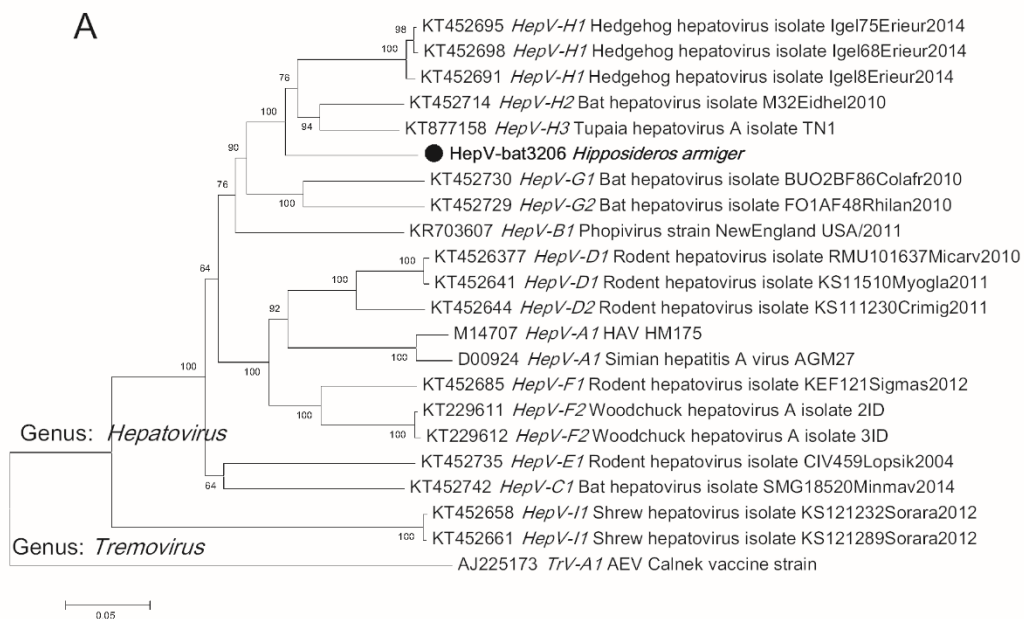 A
KT452695 HepV-H1 Hedgehog hepatovirus isolate Igel75Erieur2014
98
KT452698 HepV-H1 Hedgehog hepatovirus isolate Igel68Erieur2014
100
KT452691 HepV-H1 Hedgehog hepatovirus isolate Igel8Erieur2014
76
KT452714 HepV-H2 Bat hepatovirus isolate M32Eidhel2010
100
94
KT877158 HepV-H3 Tupaia hepatovirus A isolate TN1
90
HepV-bat3206 Hipposideros armiger
KT452730 HepV-G1 Bat hepatovirus isolate BUO2BF86Colafr2010
76
100
KT452729 HepV-G2 Bat hepatovirus isolate FO1AF48Rhilan2010
KR703607 HepV-B1 Phopivirus strain NewEngland USA/2011
KT4526377 HepV-D1 Rodent hepatovirus isolate RMU101637Micarv2010
64
100
100
KT452641 HepV-D1 Rodent hepatovirus isolate KS11510Myogla2011
KT452644 HepV-D2 Rodent hepatovirus isolate KS111230Crimig2011
92
M14707 HepV-A1 HAV HM175
100
D00924 HepV-A1 Simian hepatitis A virus AGM27
100
100
KT452685 HepV-F1 Rodent hepatovirus isolate KEF121Sigmas2012
100
KT229611 HepV-F2 Woodchuck hepatovirus A isolate 2ID
100
KT229612 HepV-F2 Woodchuck hepatovirus A isolate 3ID
Genus: Hepatovirus
KT452735 HepV-E1 Rodent hepatovirus isolate CIV459Lopsik2004
64
KT452742 HepV-C1 Bat hepatovirus isolate SMG18520Minmav2014
KT452658 HepV-I1 Shrew hepatovirus isolate KS121232Sorara2012
100
KT452661 HepV-I1 Shrew hepatovirus isolate KS121289Sorara2012
Genus: Tremovirus
AJ225173 TrV-A1 AEV Calnek vaccine strain
0.05